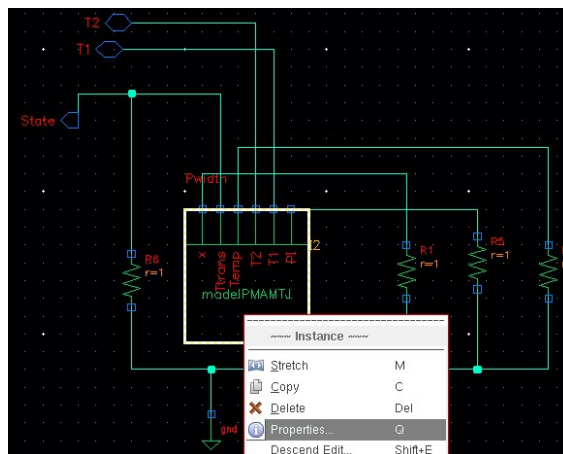 T2
T1
State
Pwidth
I2
x
Ttrans
Temp
T2
T1
PI
modelPMAMTJ
R6
r=1
R1
r=1
r=1
r=1
gnd
~~~ Instance ~~~
Stretch M
Copy C
Delete Del
Properties... Q
Descend Edit... Shift+E